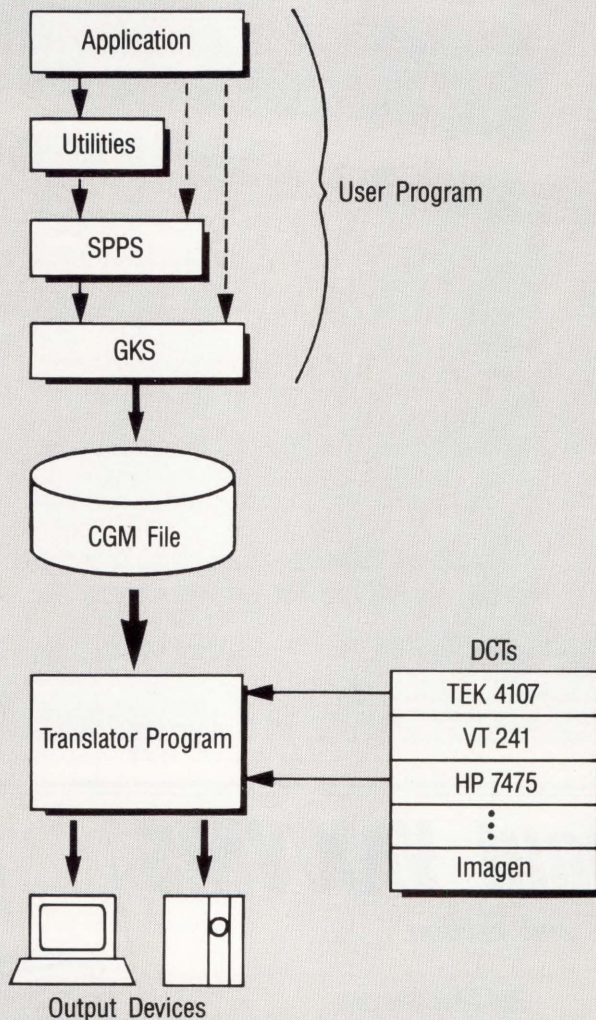 Application
Utilities
User Program
SPPS
GKS
CGM File
DCTs
TEK 4107
Translator Program
VT 241
HP 7475
Imagen
Output Devices